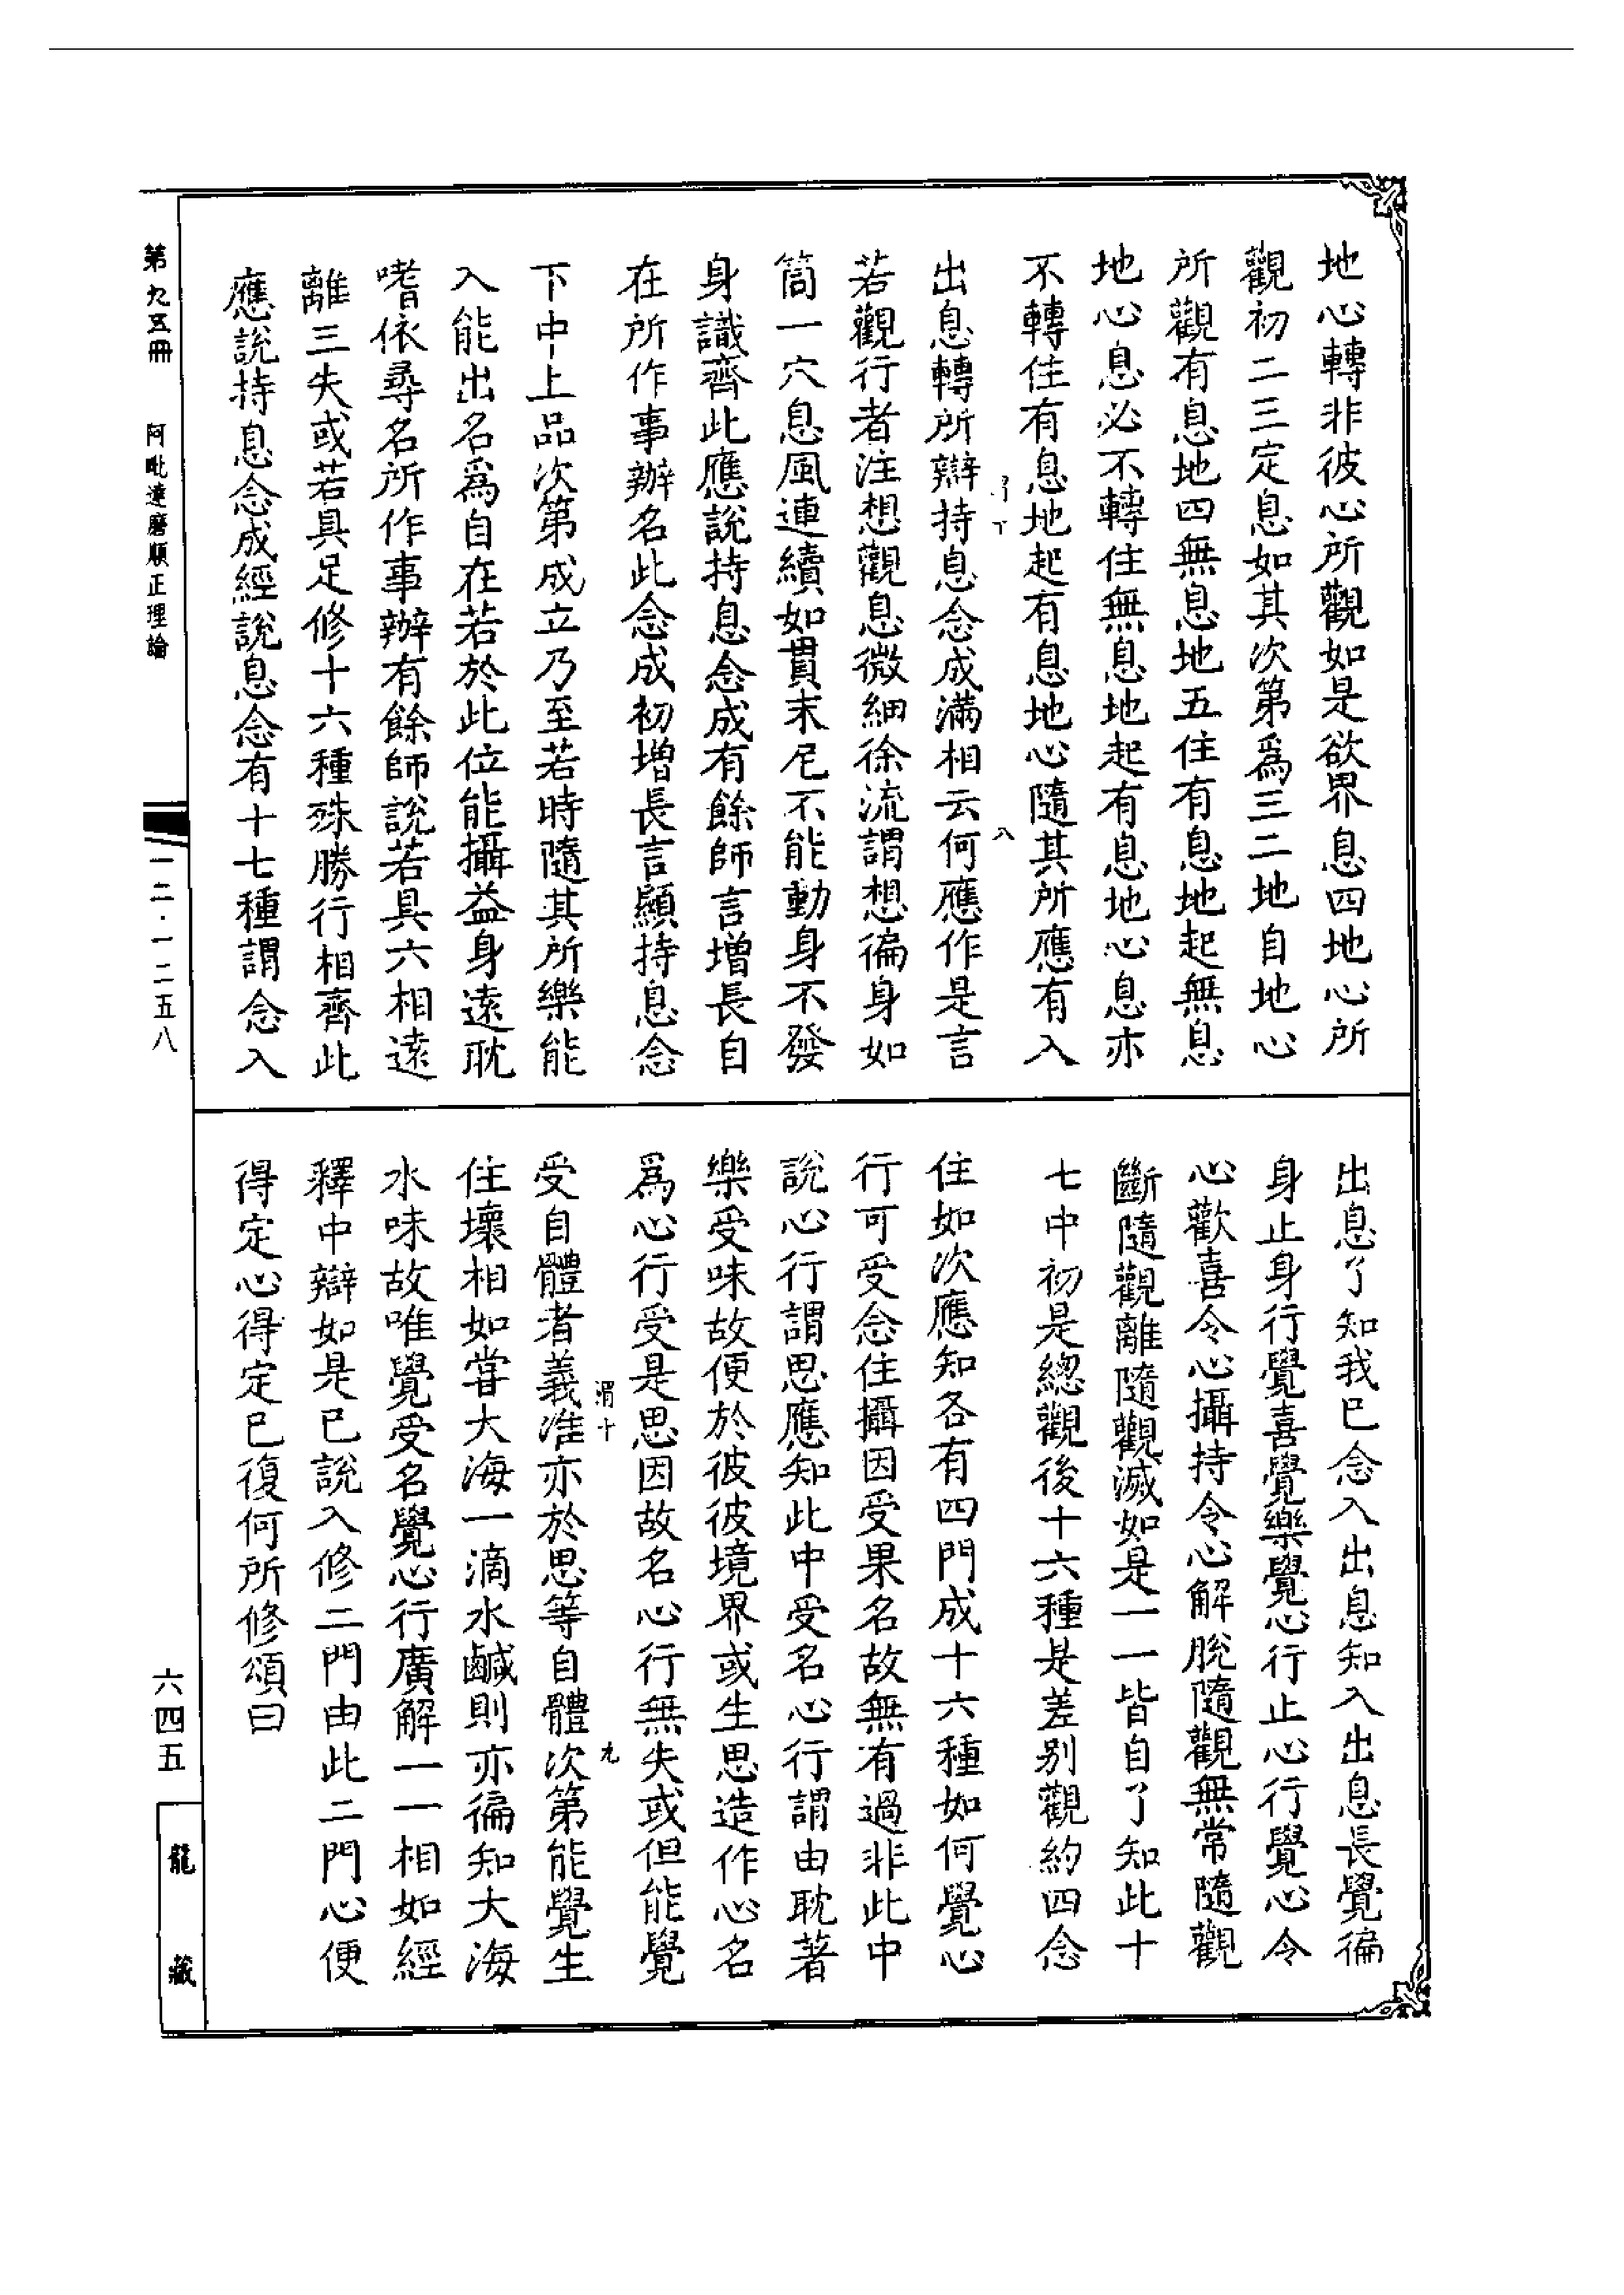 地心轉非彼心所觀如是欲界息四地心所
觀初二三定息如其次第爲三二地自地心
所觀有息地四無息地五住有息地起無息
地心息必不轉住無息地起有息地心息亦
不轉住有息地起有息地心隨其所應有入
出息轉所辯持息念成滿相云何應作是言
若觀行者注想觀息微細徐流謂想徧身如
筒一穴息風連續如貫末尼不能動身不發
身識齊此應說持息念成有餘師言增長自
在所作事辦名此念成初增長言顯持息念
下中上品次第成立乃至若時隨其所樂能
入能出名爲自在若於此位能攝益身遠耽
嗜依尋名所作事辦有餘師說若具六相遠
離三失或若具足修十六種殊勝行相齊此
應說持息念成經說息念有十七種謂念入
八
出息了知我已念入出息知入出息長覺徧
身止身行覺喜覺樂覺心行止心行覺心令
心歡喜令心攝持令心解脫隨觀無常隨觀
斷隨觀離隨觀滅如是一一皆自了知此十
七中初是總觀後十六種是差別觀約四念
住如次應知各有四門成十六種如何覺心
行可受念住攝因受果名故無有過非此中
說心行謂思應知此中受名心行謂由耽著
樂受味故便於彼彼境界或生思造作心名
爲心行受是思因故名心行無失或但能覺
受自體者義准亦於思等自體次第能覺生
住壞相如甞大海一滴水鹹則亦徧知大海
水味故唯覺受名覺心行廣解一一相如經
釋中辯如是已說入修二門由此二門心便
得定心得定已復何所修頌曰
渭十
九
第九五冊
阿毗達磨順正理論
一二·一二五八
六四五
龍藏